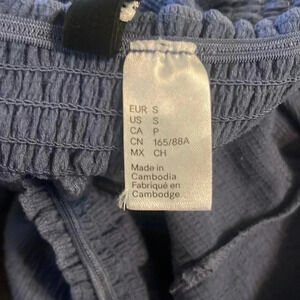 EUR S
US S
CA P
CN 165/88A
MX CH
Made in
Cambodia
Fabriqué en
Cambodge